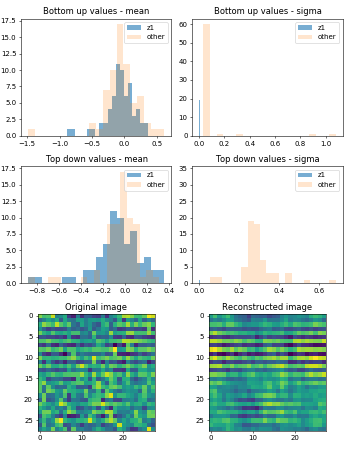 Bottom up values - mean
Bottom up values - sigma
17.5
15.0
12.5
10.0
7.5
5.0
2.5
0.0
z1
other
−1.5 −1.0 −0.5 0.0 0.5
60
50
40
30
20
10
0
z1
other
0.0 0.2 0.4 0.6 0.8 1.0
Top down values - mean
Top down values - sigma
17.5
15.0
12.5
10.0
7.5
5.0
2.5
0.0
z1
other
−0.8 −0.6 −0.4 −0.2 0.0 0.2 0.4
35
30
25
20
15
10
5
0
z1
other
0.0 0.2 0.4 0.6
Original image
Reconstructed image
0
5
10
15
20
25
0 10 20
0
5
10
15
20
25
0 10 20